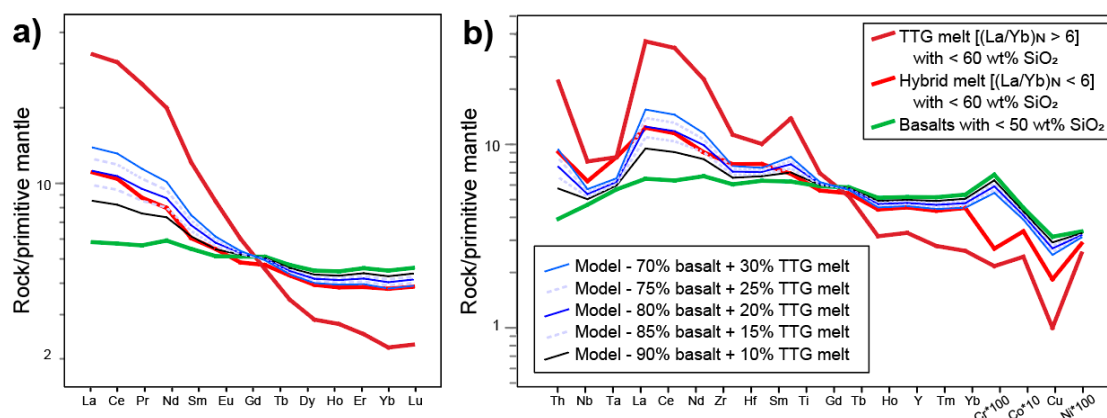 a)
Rock/primitive mantle
10
2
La Ce Pr Nd Sm Eu Gd Tb Dy Ho Er Yb Lu
b)
Rock/primitive mantle
10
1
TTG melt [(La/Yb)ɴ > 6]
with < 60 wt% SiO₂
Hybrid melt [(La/Yb)ɴ < 6]
with < 60 wt% SiO₂
Basalts with < 50 wt% SiO₂
Model - 70% basalt + 30% TTG melt
Model - 75% basalt + 25% TTG melt
Model - 80% basalt + 20% TTG melt
Model - 85% basalt + 15% TTG melt
Model - 90% basalt + 10% TTG melt
Th Nb Ta La Ce Nd Zr Hf Sm Ti Gd Tb Ho Y Tm Yb Cr*100 Co*10 Cu Ni*100